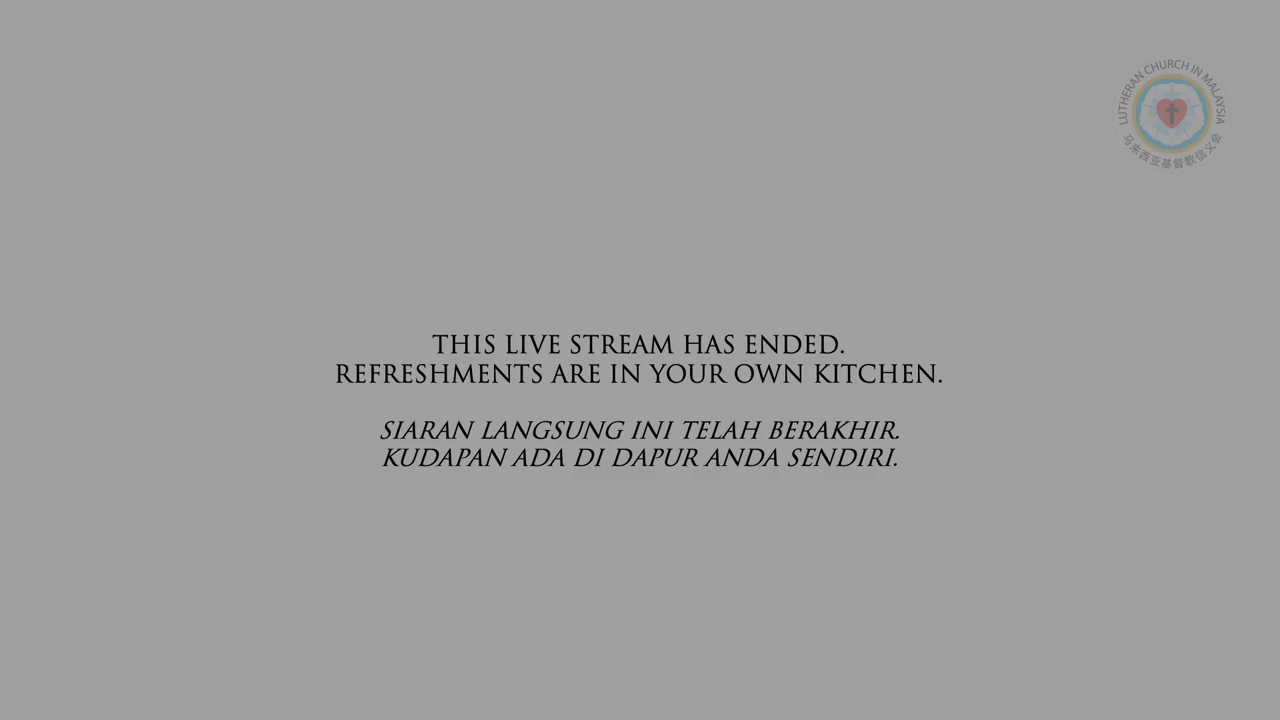 LUTHERAN CHURCH IN MALAYSIA
马来西亚基督教信义会
THIS LIVE STREAM HAS ENDED.
REFRESHMENTS ARE IN YOUR OWN KITCHEN.
SIARAN LANGSUNG INI TELAH BERAKHIR.
KUDAPAN ADA DI DAPUR ANDA SENDIRI.